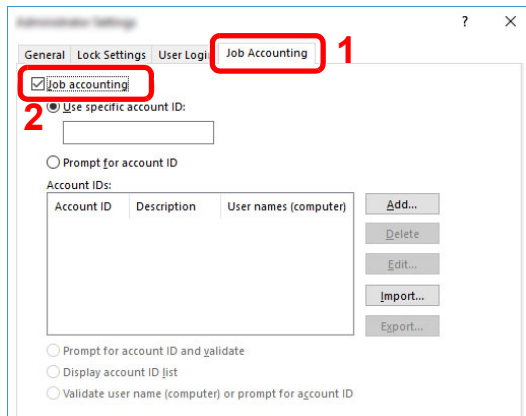 Administrator Settings
? X
General Lock Settings User Logi Job Accounting 1
Job accounting
2
Use specific account ID:
Prompt for account ID
Account IDs:
Account ID Description User names (computer)
Add...
Delete
Edit...
Import...
Export...
Prompt for account ID and validate
Display account ID list
Validate user name (computer) or prompt for account ID